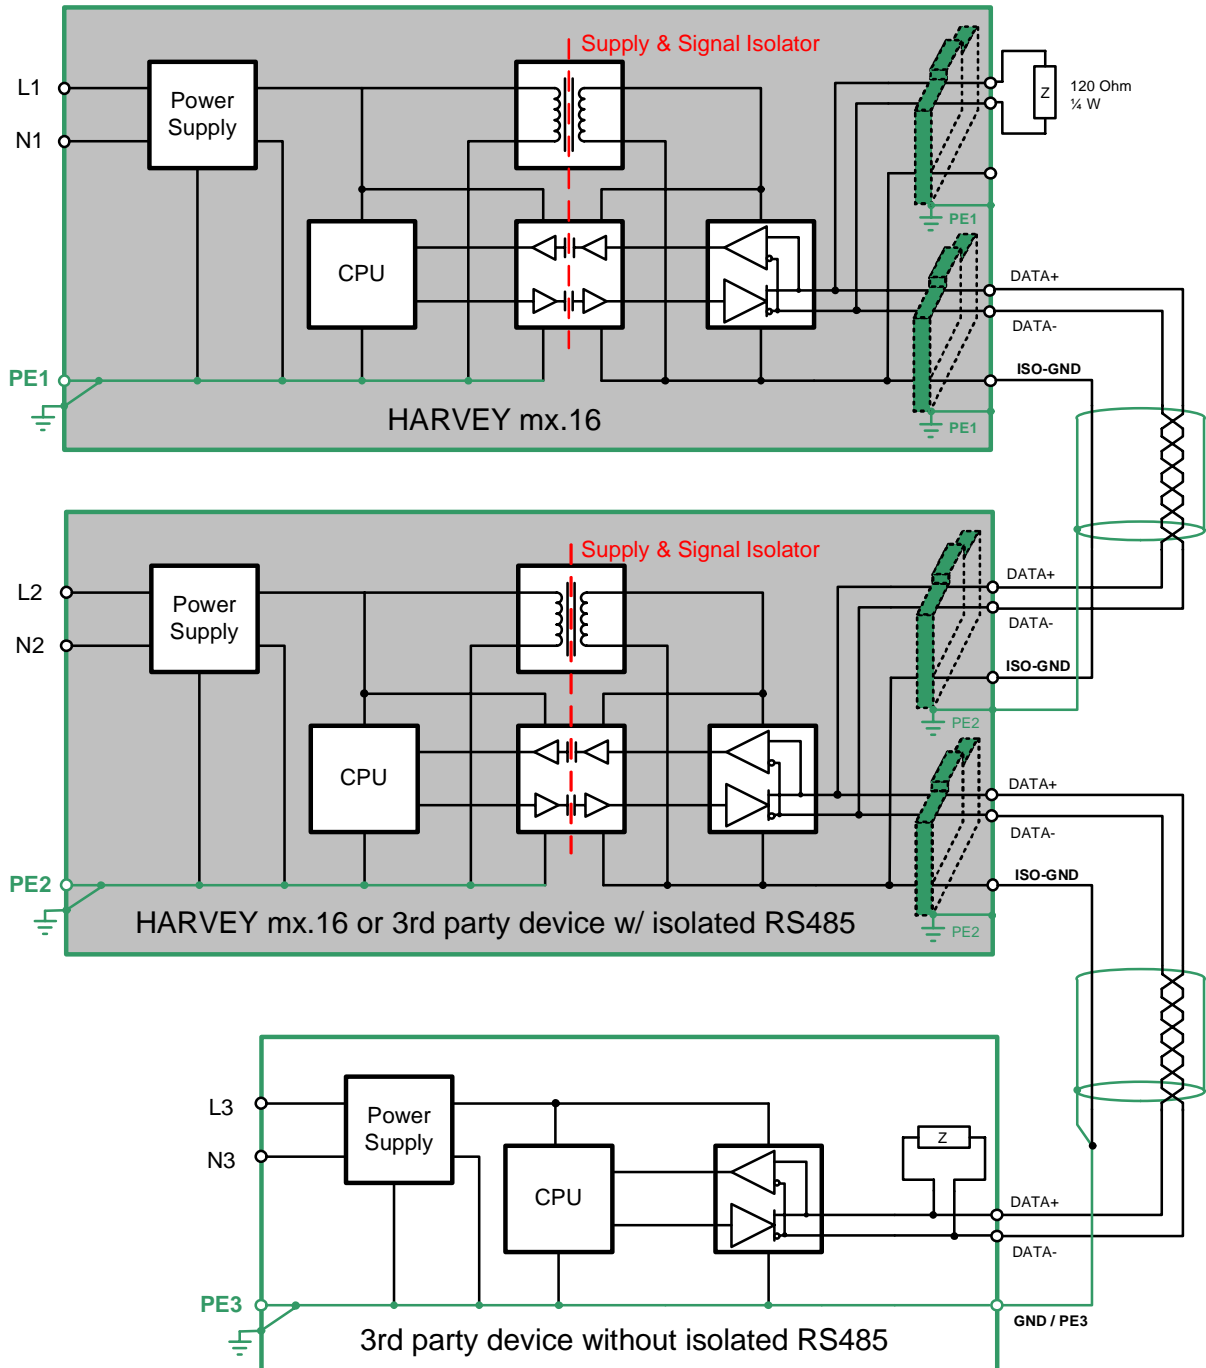 Supply & Signal Isolator
L1
Power
Supply
N1
Z
120 Ohm
¼ W
PE1
CPU
DATA+
DATA-
PE1
ISO-GND
HARVEY mx.16
PE1
Supply & Signal Isolator
L2
Power
Supply
N2
DATA+
DATA-
ISO-GND
PE2
CPU
DATA+
DATA-
PE2
ISO-GND
HARVEY mx.16 or 3rd party device w/ isolated RS485
PE2
L3
Power
Supply
N3
Z
CPU
DATA+
DATA-
PE3
GND / PE3
3rd party device without isolated RS485